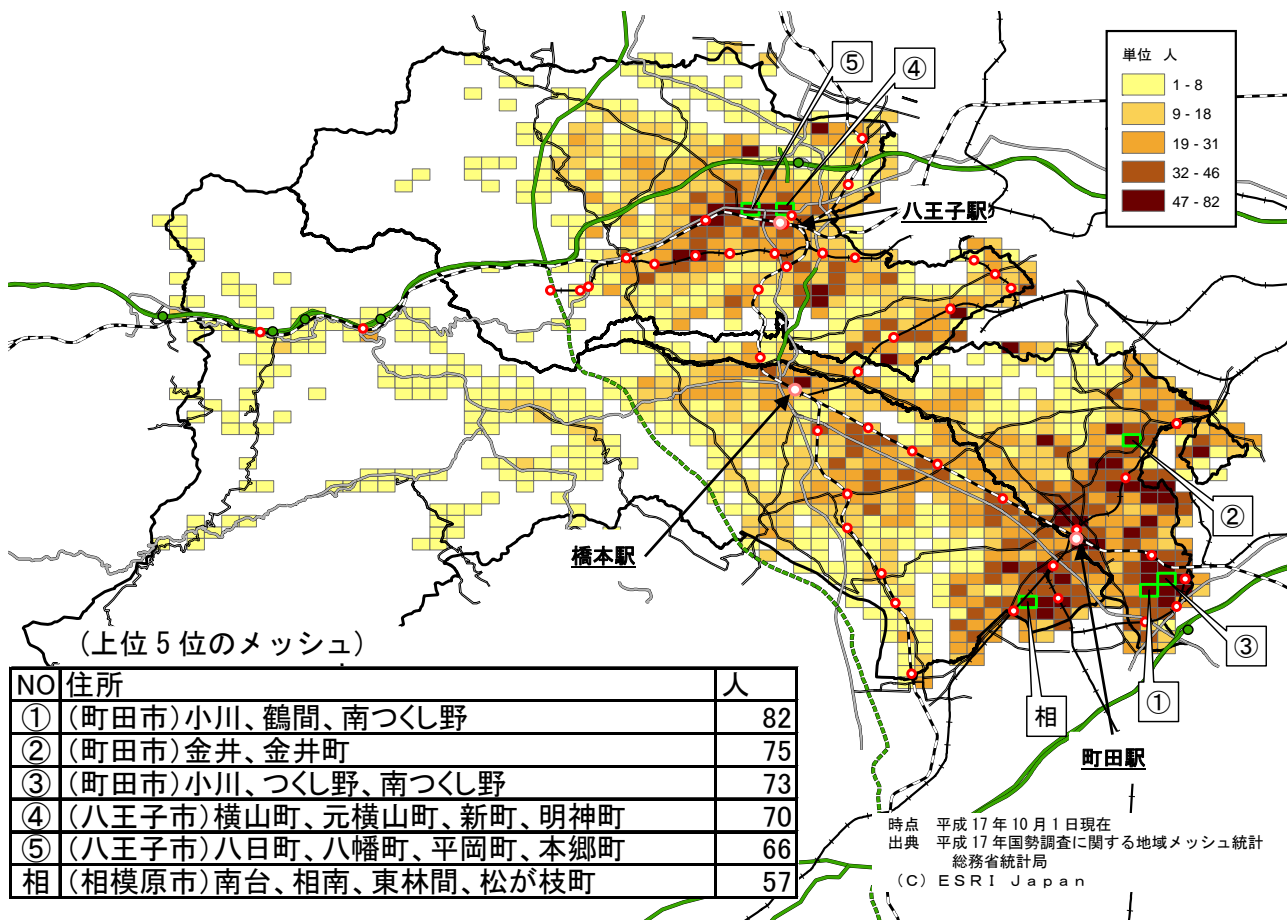 ⑤
④
単位 人
1 - 8
9 - 18
19 - 31
32 - 46
47 - 82
八王子駅
②
橋本駅
③
①
相
町田駅
(上位5位のメッシュ)
NO 住所 人
① (町田市)小川、鶴間、南つくし野 82
② (町田市)金井、金井町 75
③ (町田市)小川、つくし野、南つくし野 73
④ (八王子市)横山町、元横山町、新町、明神町 70
⑤ (八王子市)八日町、八幡町、平岡町、本郷町 66
相 (相模原市)南台、相南、東林間、松が枝町 57
時点 平成17年10月1日現在
出典 平成17年国勢調査に関する地域メッシュ統計
総務省統計局
(C) ESRI Japan